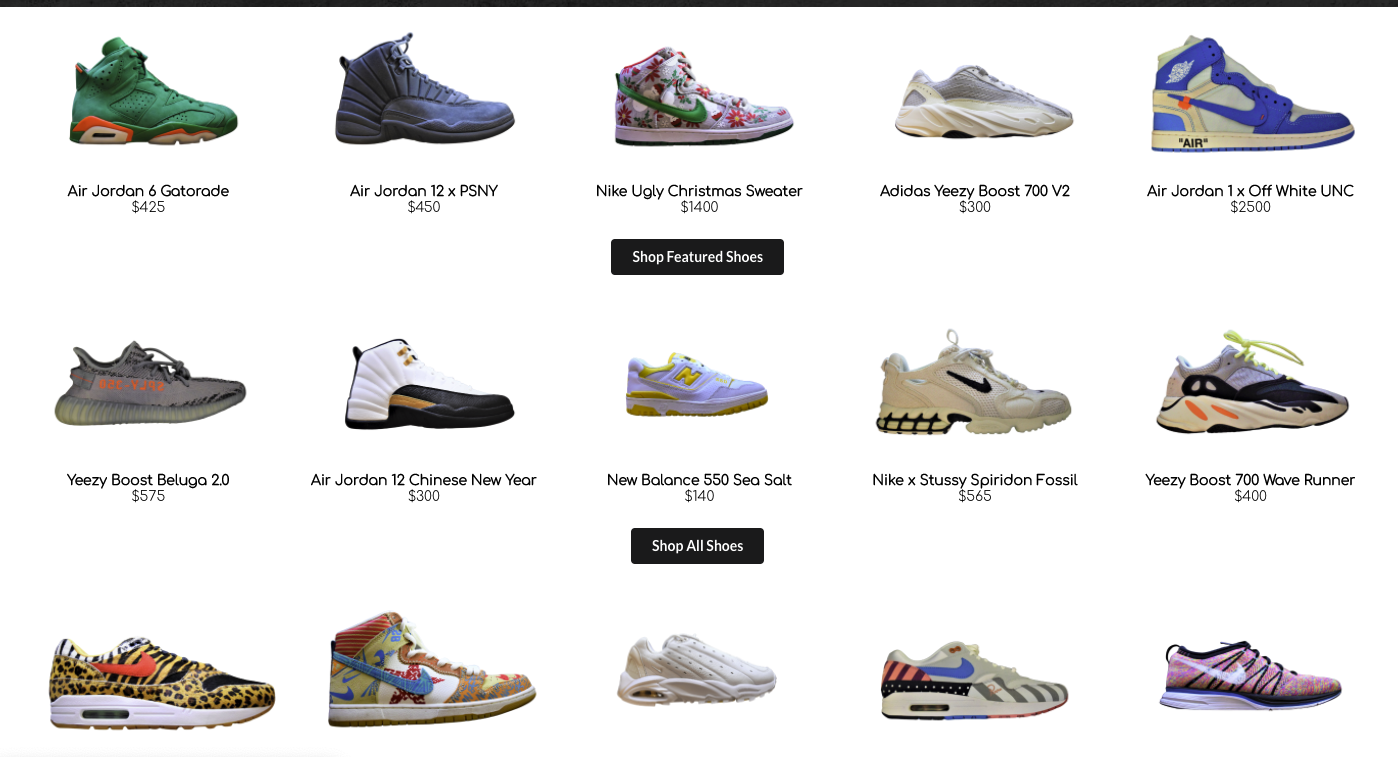 "AIR"
Air Jordan 6 Gatorade
$425
Air Jordan 12 x PSNY
$450
Nike Ugly Christmas Sweater
$1400
Adidas Yeezy Boost 700 V2
$300
Air Jordan 1 x Off White UNC
$2500
Shop Featured Shoes
N
Yeezy Boost Beluga 2.0
$575
Air Jordan 12 Chinese New Year
$300
New Balance 550 Sea Salt
$140
Nike x Stussy Spiridon Fossil
$565
Yeezy Boost 700 Wave Runner
$400
Shop All Shoes